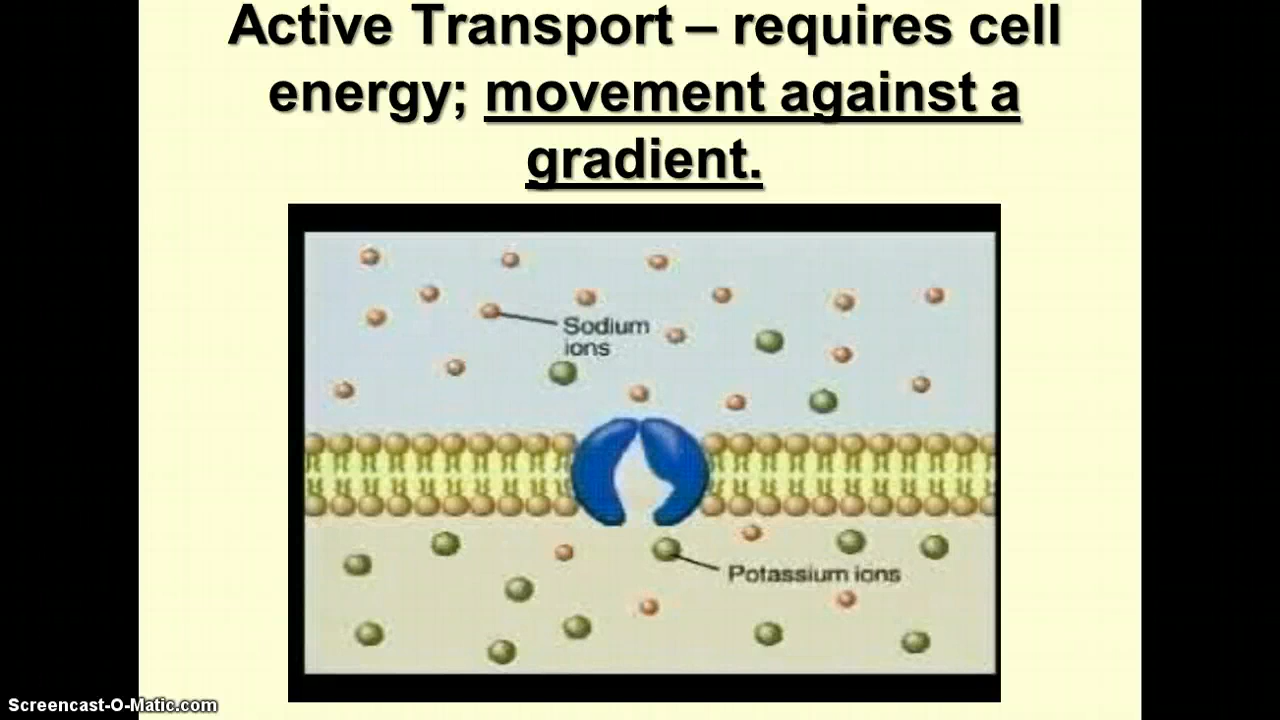 Active Transport – requires cell
energy; movement against a
gradient.
Sodium
ions
Potassium ions
Screencast-O-Matic.com